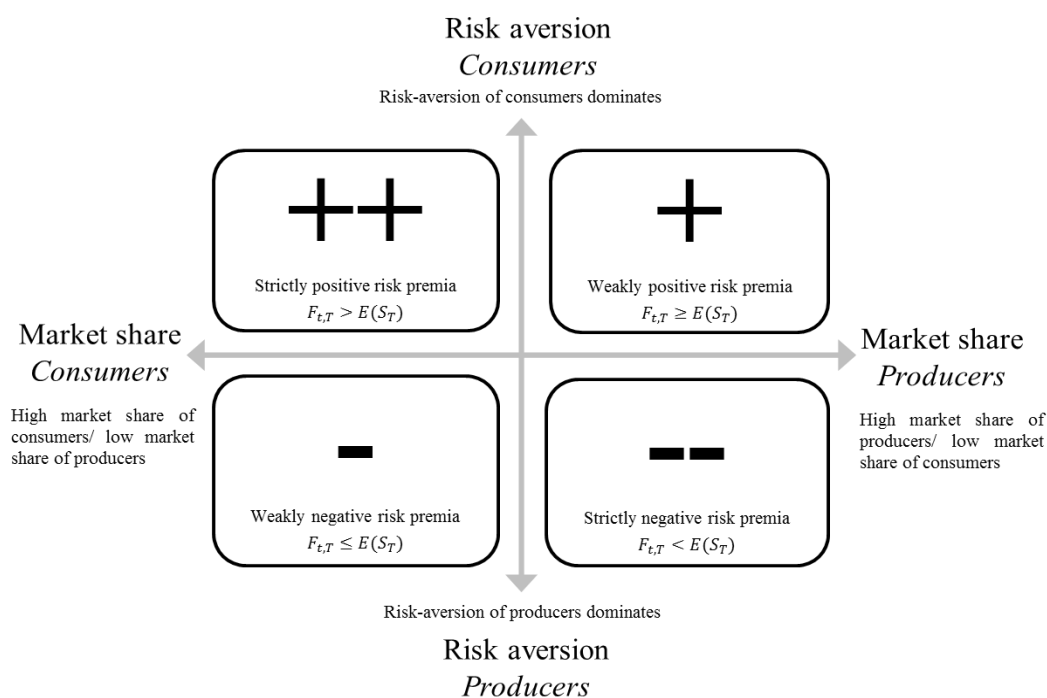 Risk aversion
Consumers
Risk-aversion of consumers dominates
++
Strictly positive risk premia
F_{t,T} > E(S_T)
+
Weakly positive risk premia
F_{t,T} ≥ E(S_T)
Market share
Consumers
High market share of
consumers/ low market
share of producers
Market share
Producers
High market share of
producers/ low market
share of consumers
-
Weakly negative risk premia
F_{t,T} ≤ E(S_T)
--
Strictly negative risk premia
F_{t,T} < E(S_T)
Risk-aversion of producers dominates
Risk aversion
Producers